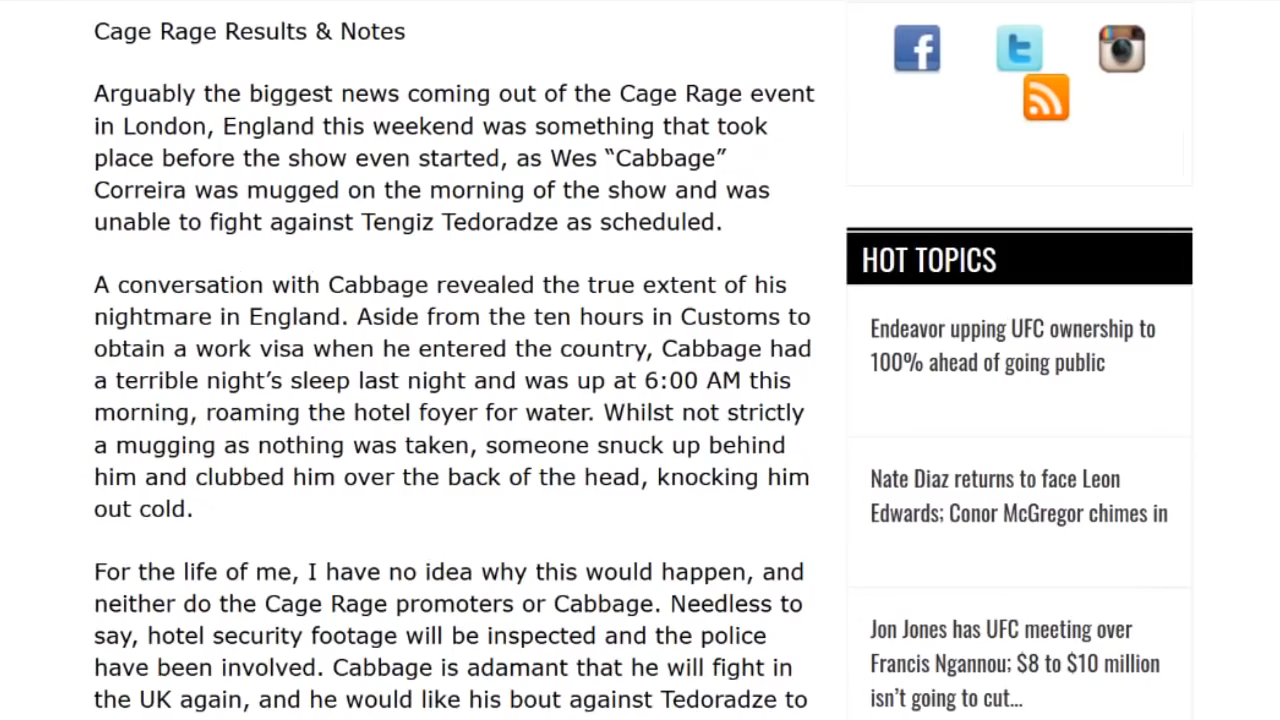 Cage Rage Results & Notes
Arguably the biggest news coming out of the Cage Rage event
in London, England this weekend was something that took
place before the show even started, as Wes “Cabbage”
Correira was mugged on the morning of the show and was
unable to fight against Tengiz Tedoradze as scheduled.
A conversation with Cabbage revealed the true extent of his
nightmare in England. Aside from the ten hours in Customs to
obtain a work visa when he entered the country, Cabbage had
a terrible night’s sleep last night and was up at 6:00 AM this
morning, roaming the hotel foyer for water. Whilst not strictly
a mugging as nothing was taken, someone snuck up behind
him and clubbed him over the back of the head, knocking him
out cold.
For the life of me, I have no idea why this would happen, and
neither do the Cage Rage promoters or Cabbage. Needless to
say, hotel security footage will be inspected and the police
have been involved. Cabbage is adamant that he will fight in
the UK again, and he would like his bout against Tedoradze to
HOT TOPICS
Endeavor upping UFC ownership to
100% ahead of going public
Nate Diaz returns to face Leon
Edwards; Conor McGregor chimes in
Jon Jones has UFC meeting over
Francis Ngannou; $8 to $10 million
isn’t going to cut...